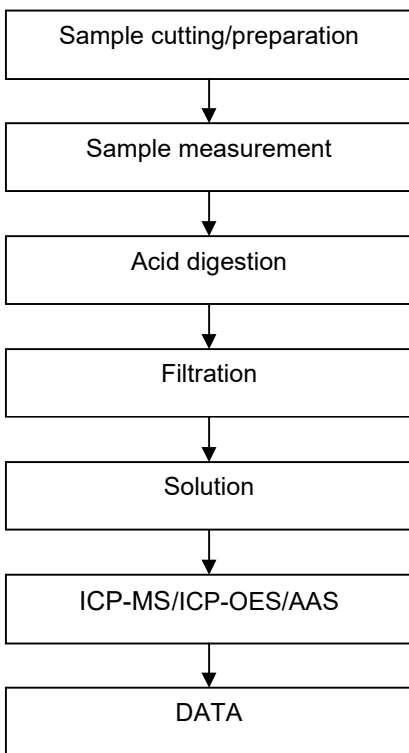 Sample cutting/preparation
Sample measurement
Acid digestion
Filtration
Solution
ICP-MS/ICP-OES/AAS
DATA